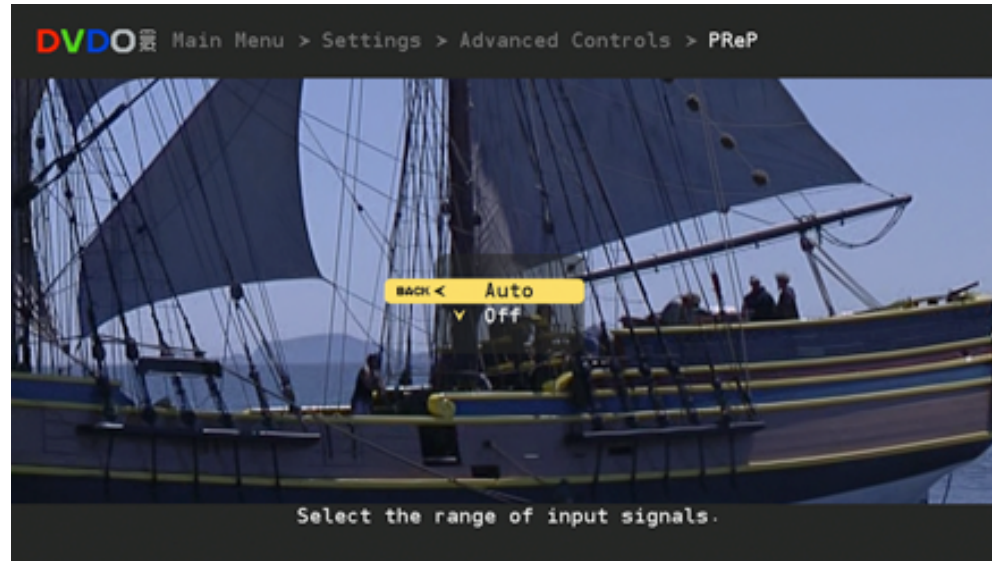 DVDO Main Menu > Settings > Advanced Controls > PReP
BACK < Auto
Off
Select the range of input signals.